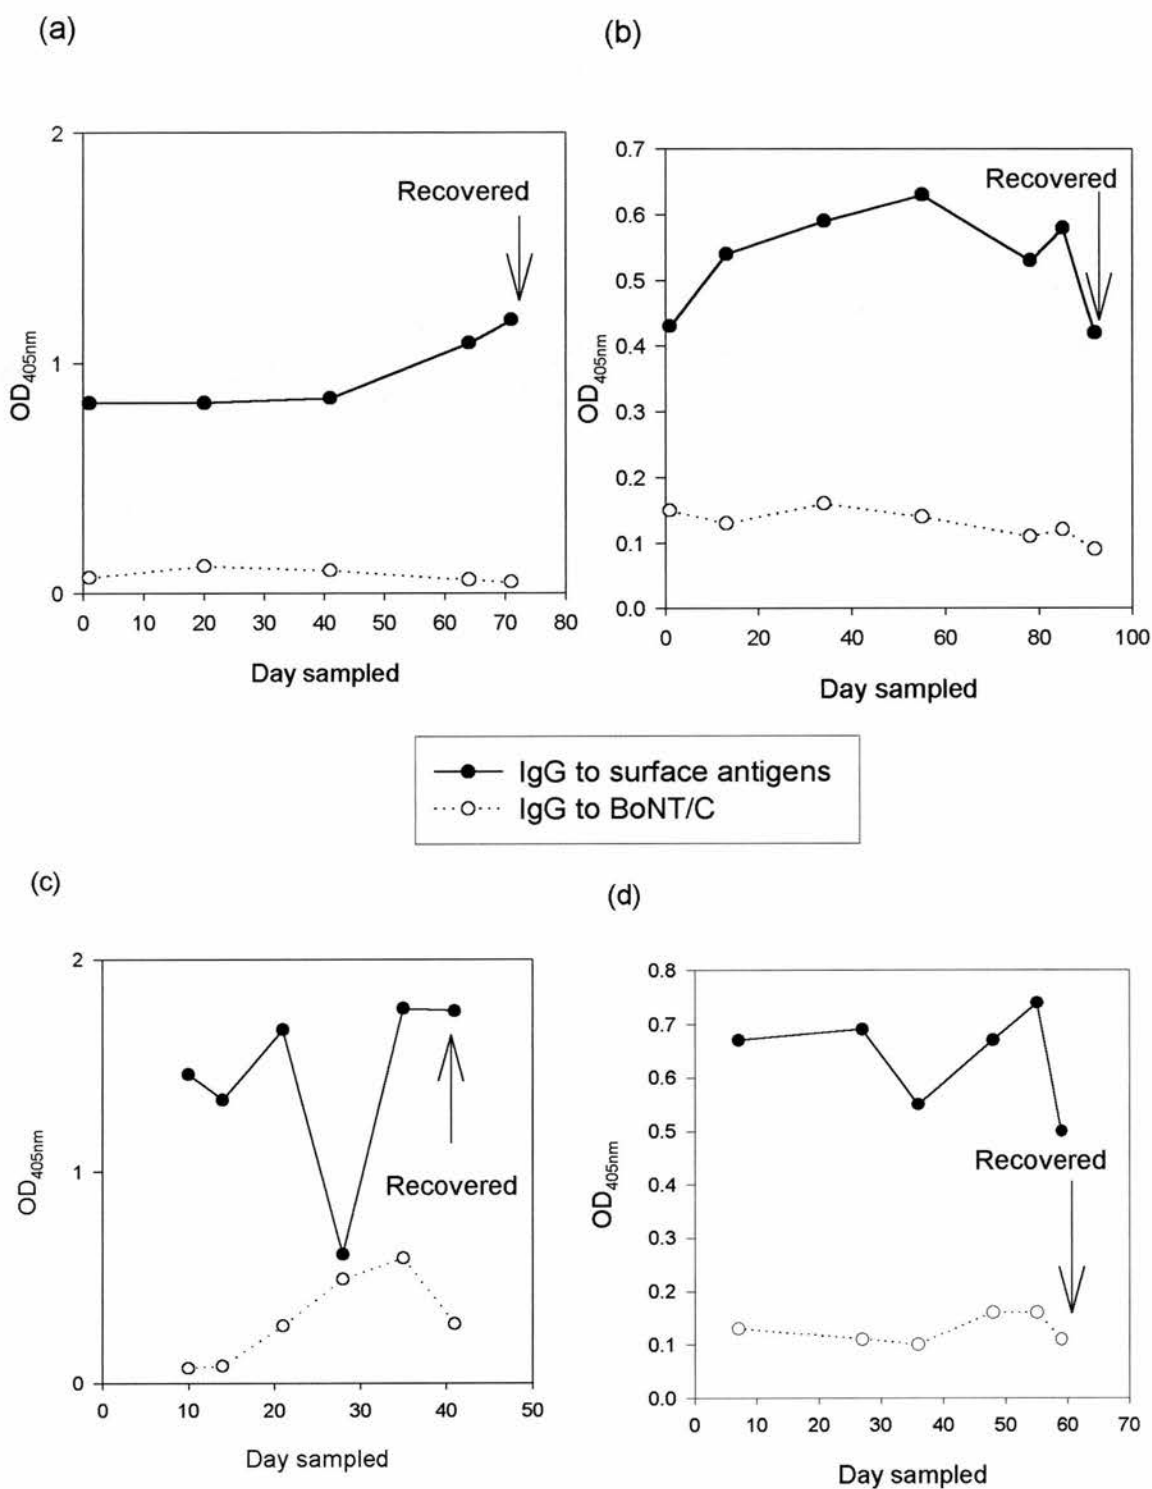 (a)
2
1
0
OD405nm
Recovered
0 10 20 30 40 50 60 70 80
Day sampled
(b)
0.7
0.6
0.5
0.4
0.3
0.2
0.1
0.0
OD405nm
Recovered
0 20 40 60 80 100
Day sampled
IgG to surface antigens
IgG to BoNT/C
(c)
2
1
0
OD405nm
Recovered
0 10 20 30 40 50
Day sampled
(d)
0.8
0.7
0.6
0.5
0.4
0.3
0.2
0.1
0.0
OD405nm
Recovered
0 10 20 30 40 50 60 70
Day sampled